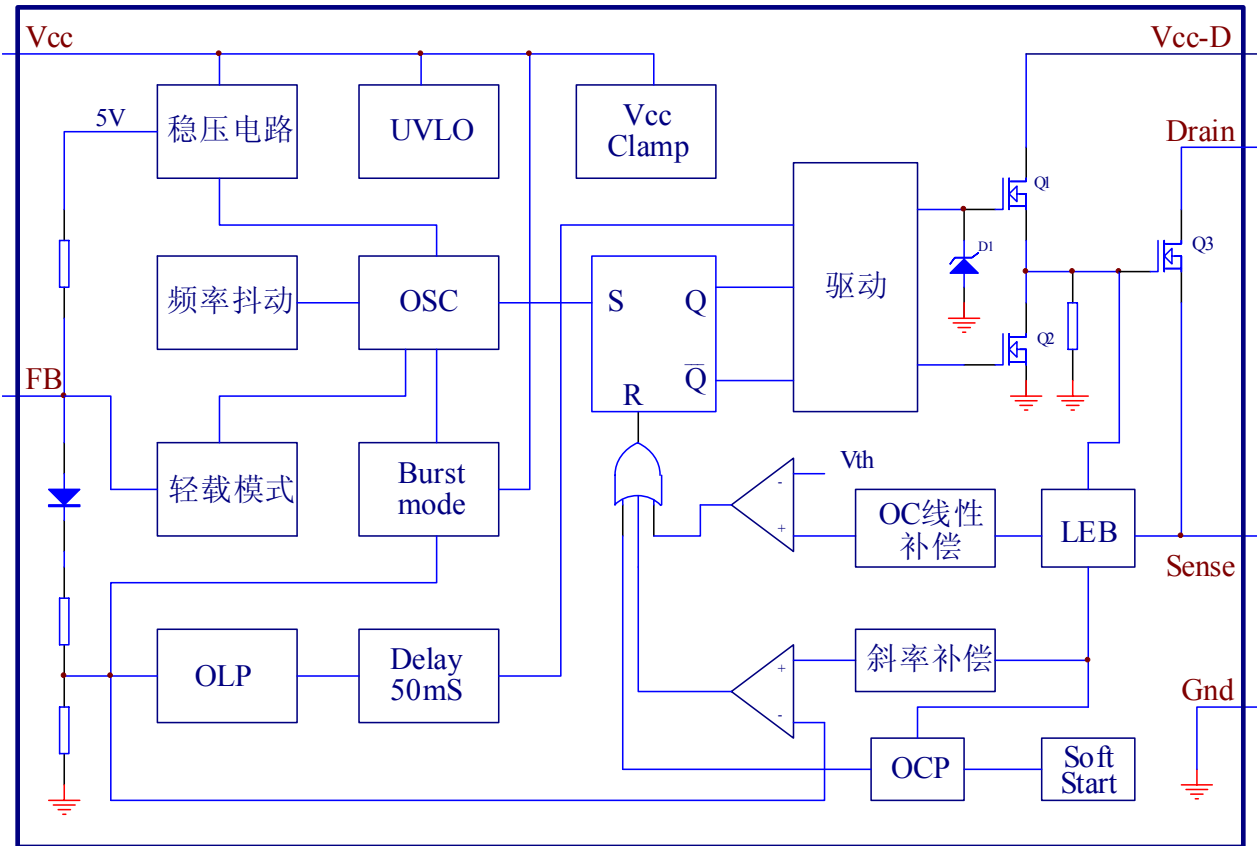 Vcc
Vcc-D
5V
稳压电路
UVLO
Vcc
Clamp
Drain
Q1
D1
Q3
频率抖动
OSC
S
Q
驱动
Q2
FB
Q̅
R
轻载模式
Burst
mode
Vth
-
+
OC线性
补偿
LEB
Sense
OLP
Delay
50mS
+
-
斜率补偿
Gnd
OCP
Soft
Start